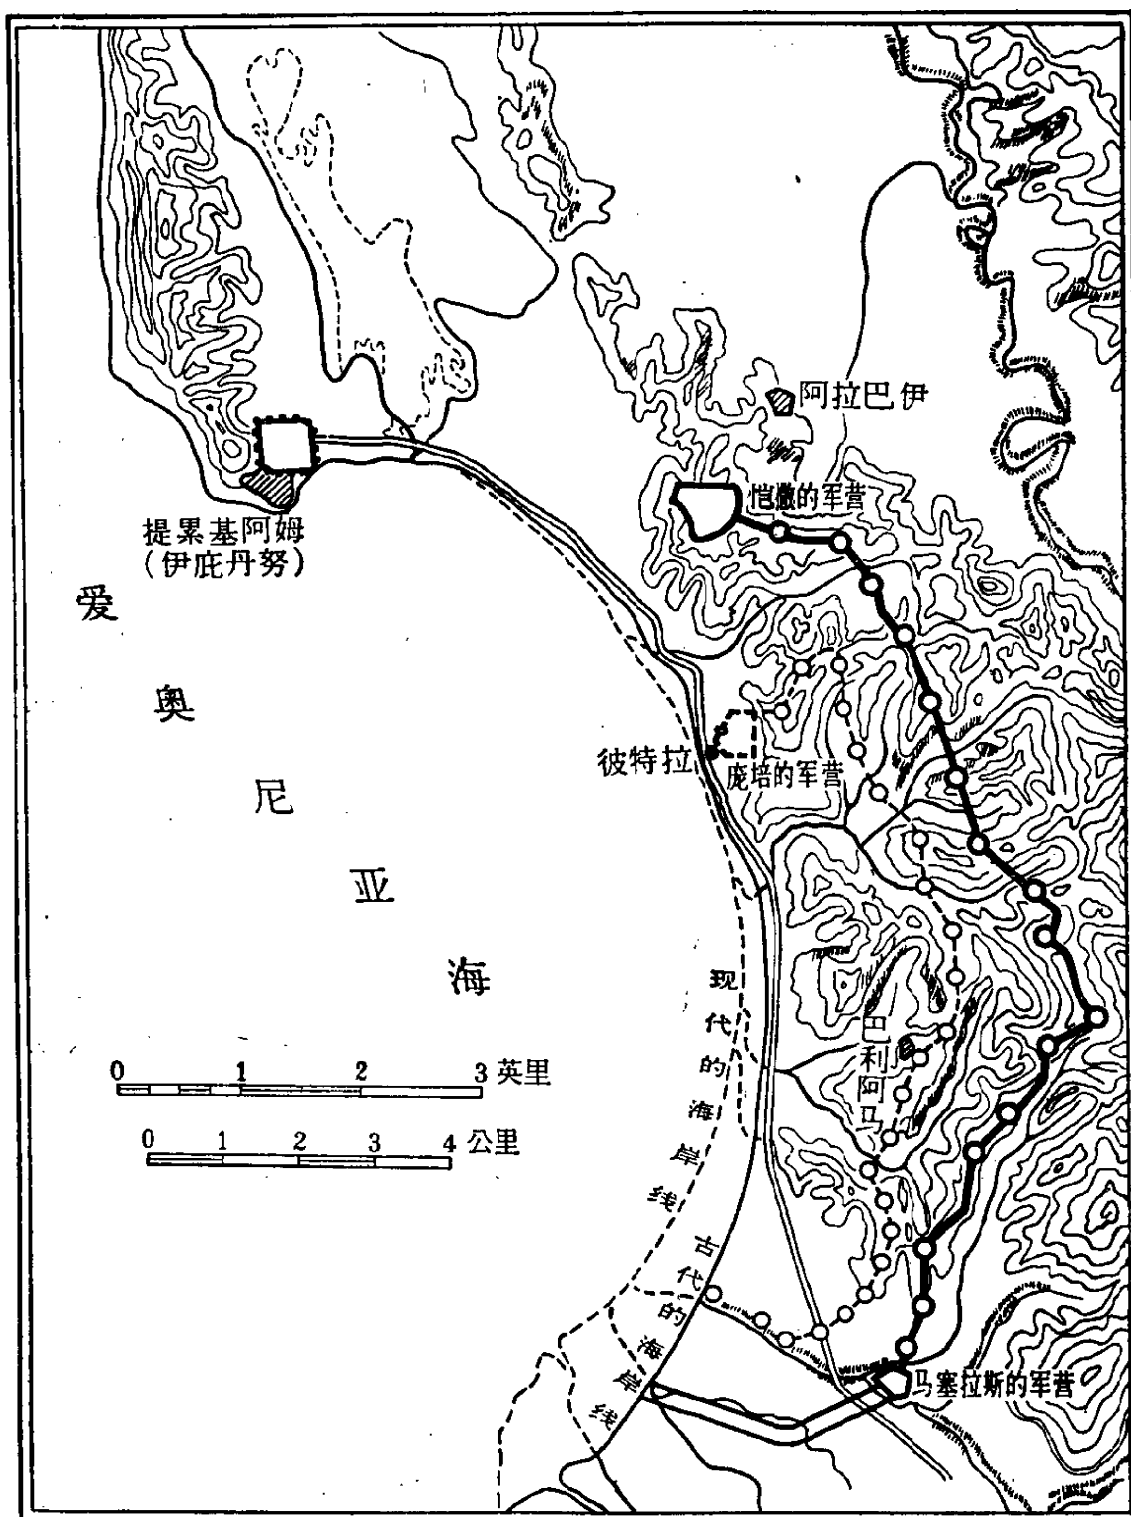 阿拉巴伊
恺撒的军营
提累基阿姆
(伊庇丹努)
爱奥尼亚海
彼特拉
庞培的军营
现代的海岸线
巴利阿马
0 1 2 3 英里
0 1 2 3 4 公里
古代的海岸线
马塞拉斯的军营